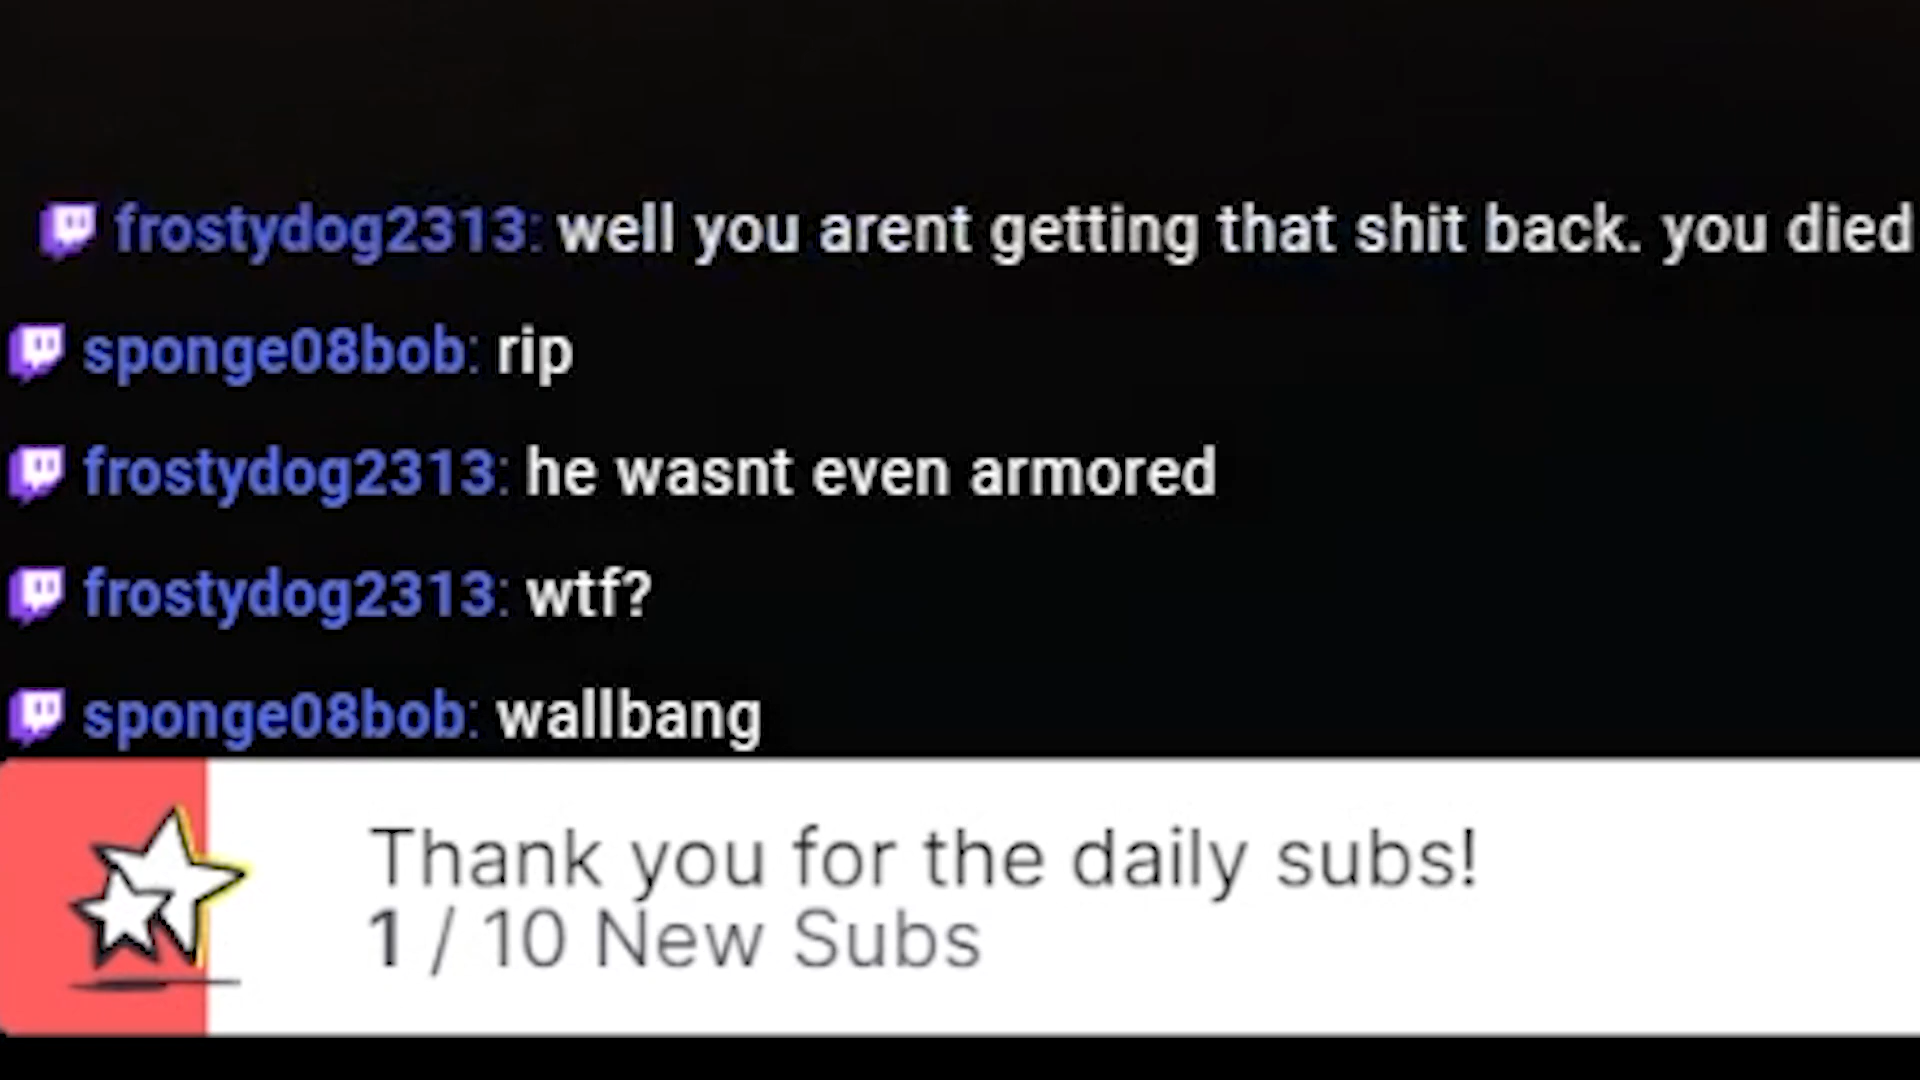 frostydog2313: well you arent getting that shit back. you died
sponge08bob: rip
frostydog2313: he wasnt even armored
frostydog2313: wtf?
sponge08bob: wallbang
Thank you for the daily subs!
1 / 10 New Subs